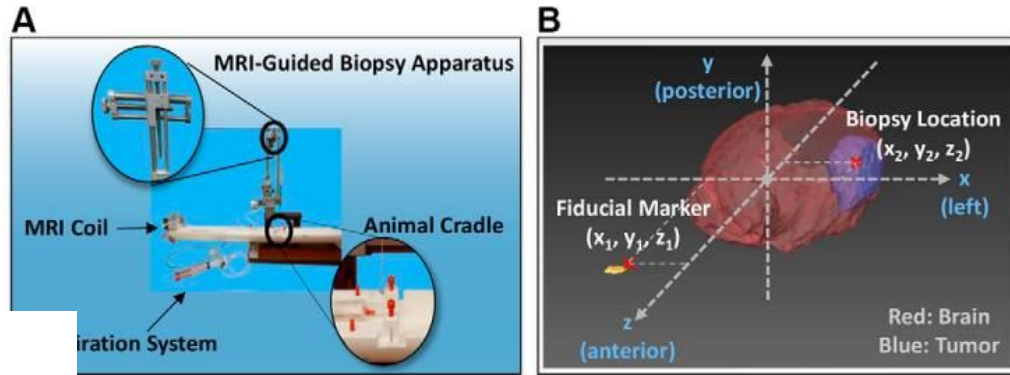 A
MRI-Guided Biopsy Apparatus
MRI Coil
Animal Cradle
iration System
B
y
(posterior)
Biopsy Location
(x₂, y₂, z₂)
x
(left)
Fiducial Marker
(x₁, y₁, z₁)
z
(anterior)
Red: Brain
Blue: Tumor